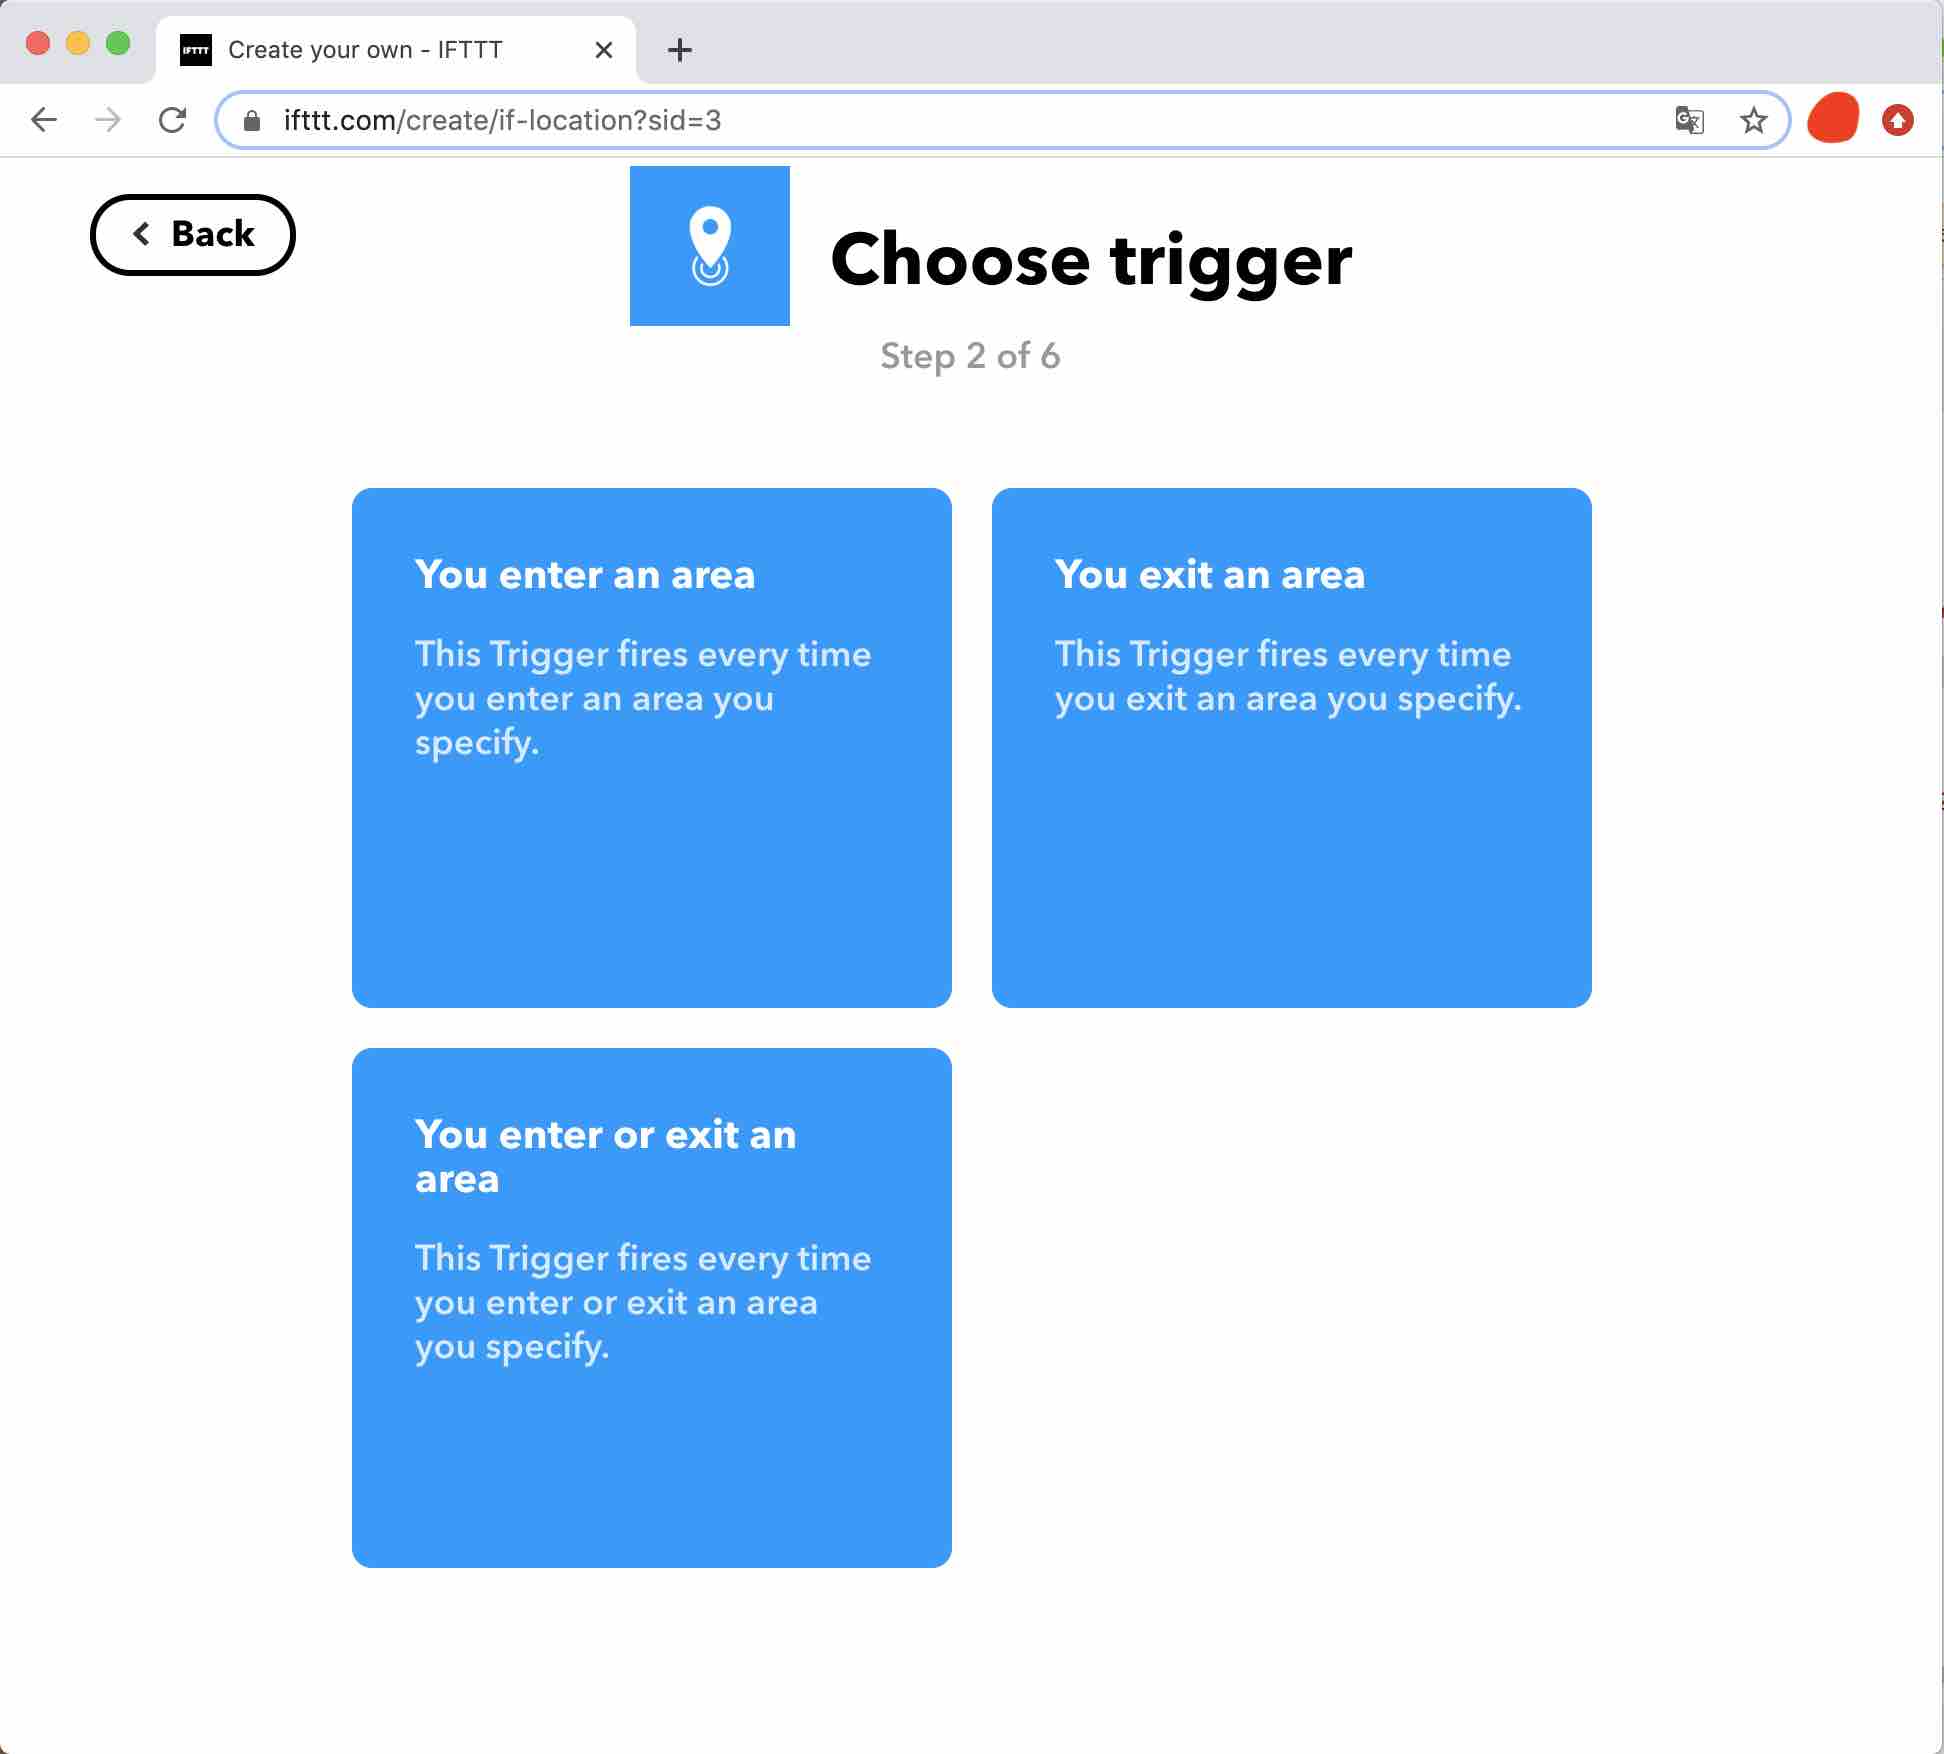 IFTTT Create your own - IFTTT
ifttt.com/create/if-location?sid=3
Back
Choose trigger
Step 2 of 6
You enter an area
This Trigger fires every time
you enter an area you
specify.
You exit an area
This Trigger fires every time
you exit an area you specify.
You enter or exit an
area
This Trigger fires every time
you enter or exit an area
you specify.